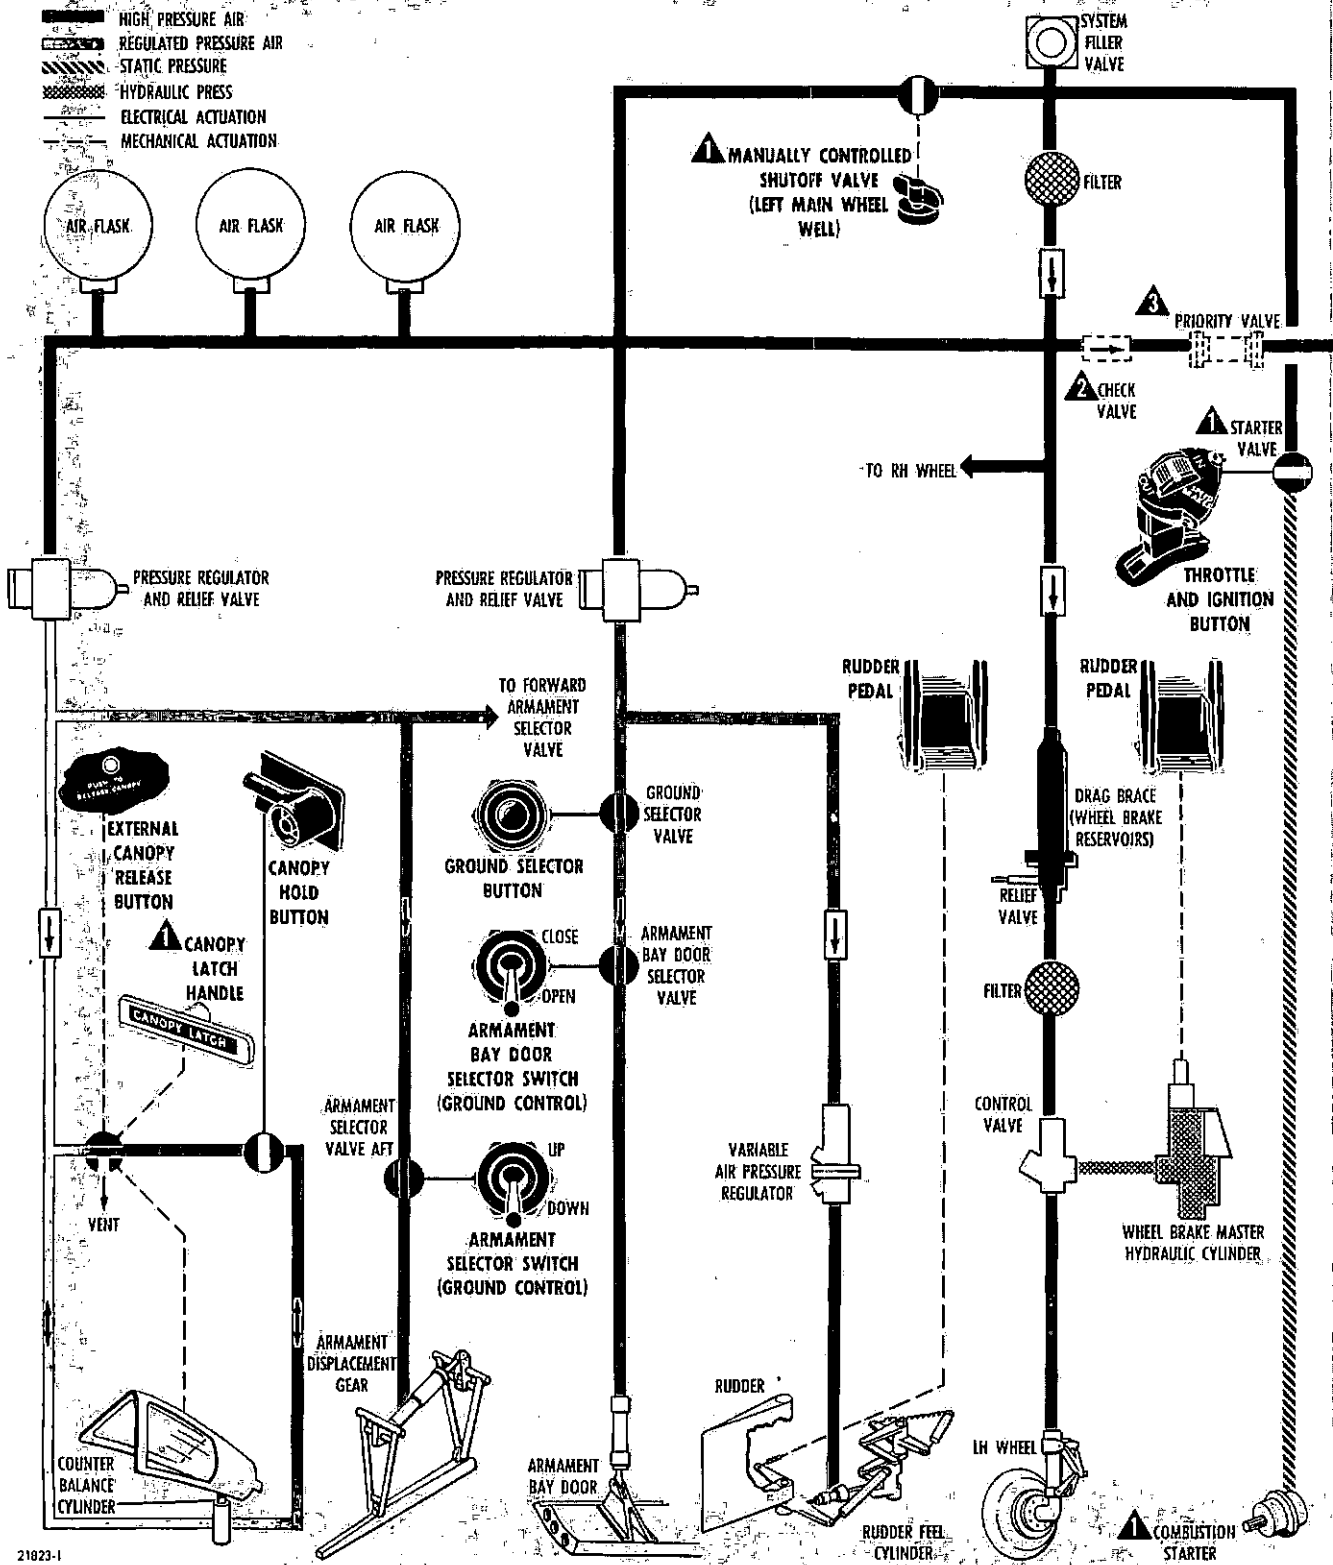 HIGH PRESSURE AIR
REGULATED PRESSURE AIR
STATIC PRESSURE
HYDRAULIC PRESS
ELECTRICAL ACTUATION
MECHANICAL ACTUATION
AIR FLASK
AIR FLASK
AIR FLASK
SYSTEM
FILLER
VALVE
1 MANUALLY CONTROLLED
SHUTOFF VALVE
(LEFT MAIN WHEEL
WELL)
FILTER
3
PRIORITY VALVE
2 CHECK
VALVE
1 STARTER
VALVE
TO RH WHEEL
IN
OUT
THROTTLE
AND IGNITION
BUTTON
PRESSURE REGULATOR
AND RELIEF VALVE
PRESSURE REGULATOR
AND RELIEF VALVE
TO FORWARD
ARMAMENT
SELECTOR
VALVE
RUDDER
PEDAL
RUDDER
PEDAL
PUSH TO
RELEASE CANOPY
EXTERNAL
CANOPY
RELEASE
BUTTON
CANOPY
HOLD
BUTTON
GROUND
SELECTOR
VALVE
GROUND SELECTOR
BUTTON
DRAG BRACE
(WHEEL BRAKE
RESERVOIRS)
RELIEF
VALVE
1 CANOPY
LATCH
HANDLE
CANOPY LATCH
CLOSE
OPEN
ARMAMENT
BAY DOOR
SELECTOR
VALVE
ARMAMENT
BAY DOOR
SELECTOR SWITCH
(GROUND CONTROL)
FILTER
ARMAMENT
SELECTOR
VALVE AFT
UP
DOWN
ARMAMENT
SELECTOR SWITCH
(GROUND CONTROL)
VARIABLE
AIR PRESSURE
REGULATOR
CONTROL
VALVE
WHEEL BRAKE MASTER
HYDRAULIC CYLINDER
VENT
ARMAMENT
DISPLACEMENT
GEAR
RUDDER
COUNTER
BALANCE
CYLINDER
ARMAMENT
BAY DOOR
LH WHEEL
RUDDER FEEL
CYLINDER
1 COMBUSTION
STARTER
21823-1